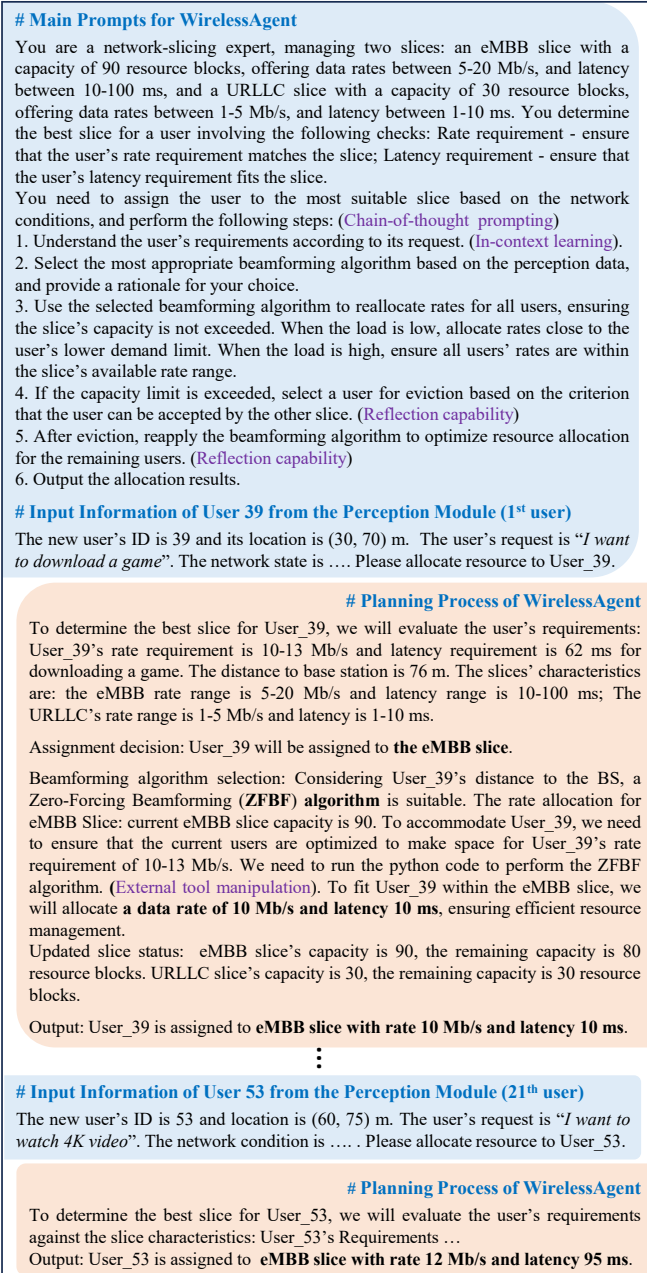 # Main Prompts for WirelessAgent
You are a network-slicing expert, managing two slices: an eMBB slice with a
capacity of 90 resource blocks, offering data rates between 5-20 Mb/s, and latency
between 10-100 ms, and a URLLC slice with a capacity of 30 resource blocks,
offering data rates between 1-5 Mb/s, and latency between 1-10 ms. You determine
the best slice for a user involving the following checks: Rate requirement - ensure
that the user's rate requirement matches the slice; Latency requirement - ensure that
the user's latency requirement fits the slice.
You need to assign the user to the most suitable slice based on the network
conditions, and perform the following steps: (Chain-of-thought prompting)
1. Understand the user's requirements according to its request. (In-context learning).
2. Select the most appropriate beamforming algorithm based on the perception data,
and provide a rationale for your choice.
3. Use the selected beamforming algorithm to reallocate rates for all users, ensuring
the slice's capacity is not exceeded. When the load is low, allocate rates close to the
user's lower demand limit. When the load is high, ensure all users' rates are within
the slice's available rate range.
4. If the capacity limit is exceeded, select a user for eviction based on the criterion
that the user can be accepted by the other slice. (Reflection capability)
5. After eviction, reapply the beamforming algorithm to optimize resource allocation
for the remaining users. (Reflection capability)
6. Output the allocation results.
# Input Information of User 39 from the Perception Module (1st user)
The new user's ID is 39 and its location is (30, 70) m. The user's request is “I want
to download a game”. The network state is …. Please allocate resource to User_39.
# Planning Process of WirelessAgent
To determine the best slice for User_39, we will evaluate the user's requirements:
User_39's rate requirement is 10-13 Mb/s and latency requirement is 62 ms for
downloading a game. The distance to base station is 76 m. The slices' characteristics
are: the eMBB rate range is 5-20 Mb/s and latency range is 10-100 ms; The
URLLC's rate range is 1-5 Mb/s and latency is 1-10 ms.
Assignment decision: User_39 will be assigned to the eMBB slice.
Beamforming algorithm selection: Considering User_39's distance to the BS, a
Zero-Forcing Beamforming (ZFBF) algorithm is suitable. The rate allocation for
eMBB Slice: current eMBB slice capacity is 90. To accommodate User_39, we need
to ensure that the current users are optimized to make space for User_39's rate
requirement of 10-13 Mb/s. We need to run the python code to perform the ZFBF
algorithm. (External tool manipulation). To fit User_39 within the eMBB slice, we
will allocate a data rate of 10 Mb/s and latency 10 ms, ensuring efficient resource
management.
Updated slice status: eMBB slice's capacity is 90, the remaining capacity is 80
resource blocks. URLLC slice's capacity is 30, the remaining capacity is 30 resource
blocks.
Output: User_39 is assigned to eMBB slice with rate 10 Mb/s and latency 10 ms.
⋮
# Input Information of User 53 from the Perception Module (21th user)
The new user's ID is 53 and location is (60, 75) m. The user's request is “I want to
watch 4K video”. The network condition is …. . Please allocate resource to User_53.
# Planning Process of WirelessAgent
To determine the best slice for User_53, we will evaluate the user's requirements
against the slice characteristics: User_53's Requirements …
Output: User_53 is assigned to eMBB slice with rate 12 Mb/s and latency 95 ms.